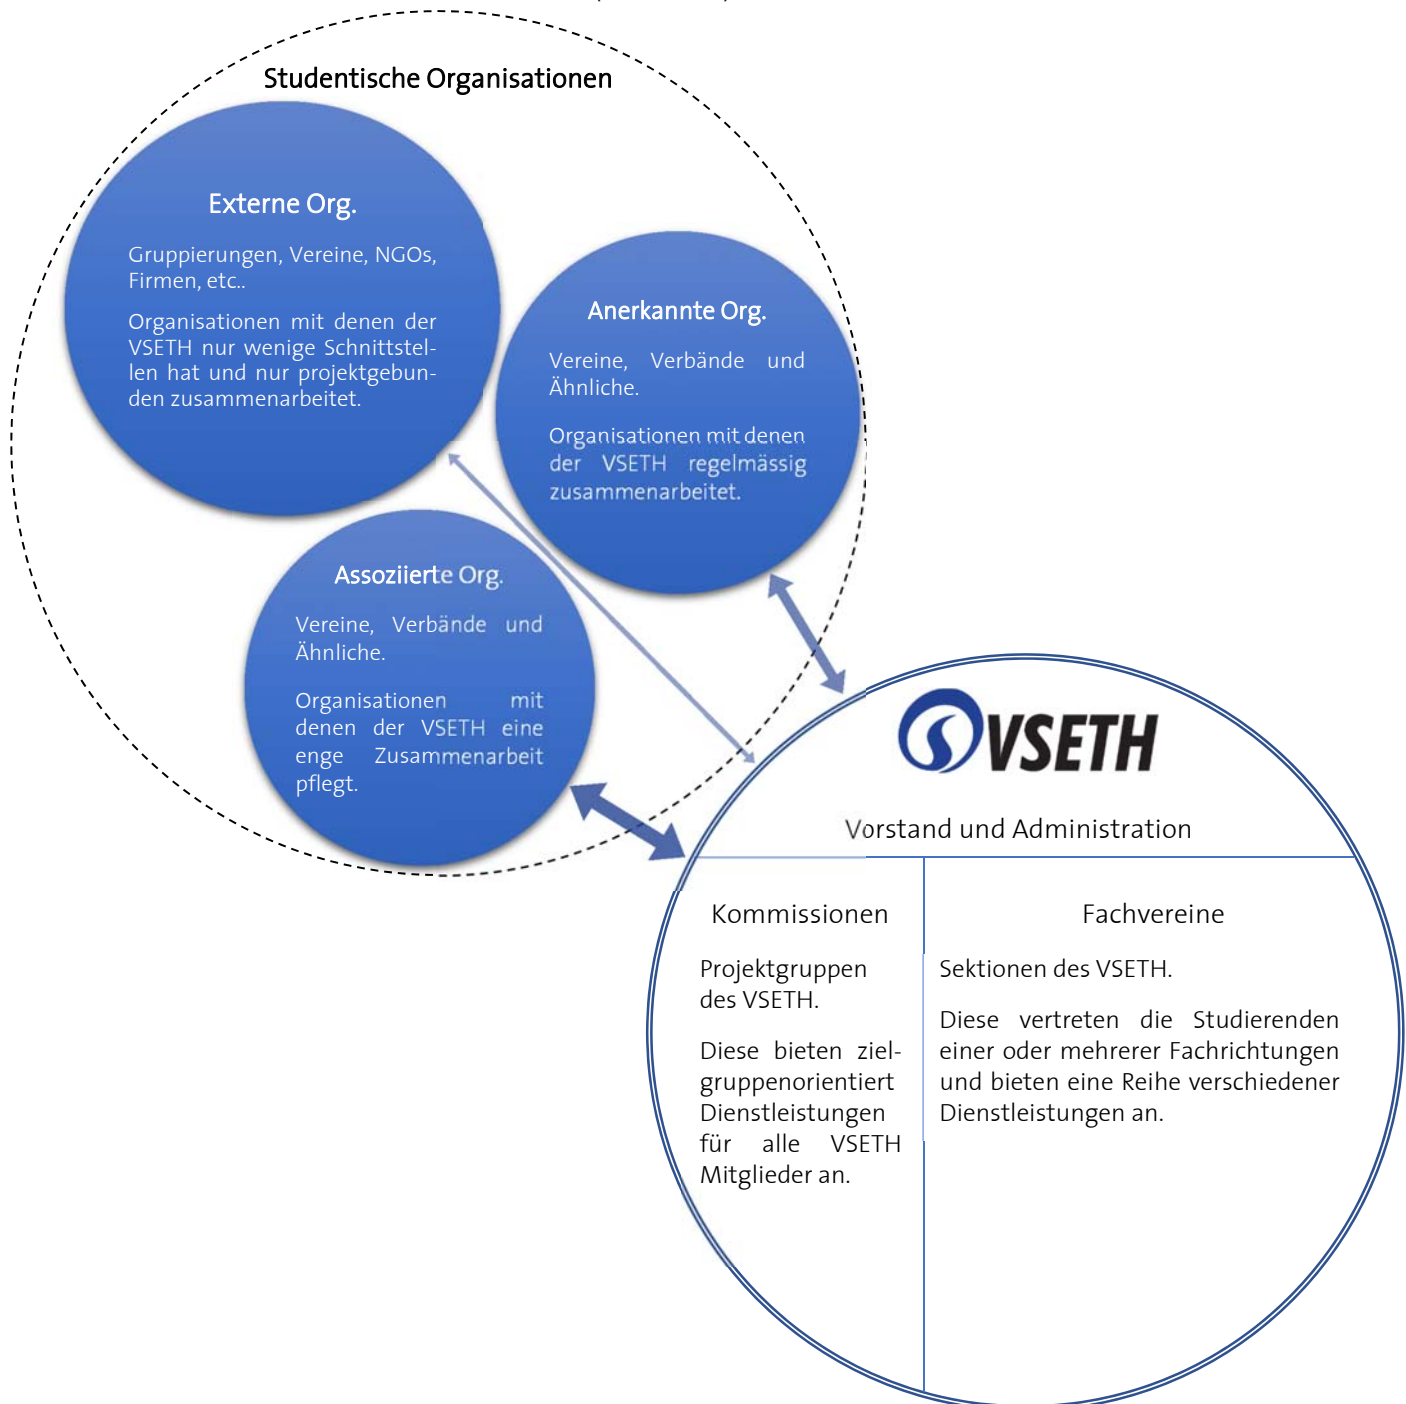 Studentische Organisationen
Externe Org.
Gruppierungen, Vereine, NGOs,
Firmen, etc..
Organisationen mit denen der
VSETH nur wenige Schnittstel-
len hat und nur projektgebun-
den zusammenarbeitet.
Anerkannte Org.
Vereine, Verbände und
Ähnliche.
Organisationen mit denen
der VSETH regelmässig
zusammenarbeitet.
Assoziierte Org.
Vereine, Verbände und
Ähnliche.
Organisationen mit
denen der VSETH eine
enge Zusammenarbeit
pflegt.
VSETH
Vorstand und Administration
Kommissionen
Projektgruppen
des VSETH.
Diese bieten ziel-
gruppenorientiert
Dienstleistungen
für alle VSETH
Mitglieder an.
Fachvereine
Sektionen des VSETH.
Diese vertreten die Studierenden
einer oder mehrerer Fachrichtungen
und bieten eine Reihe verschiedener
Dienstleistungen an.